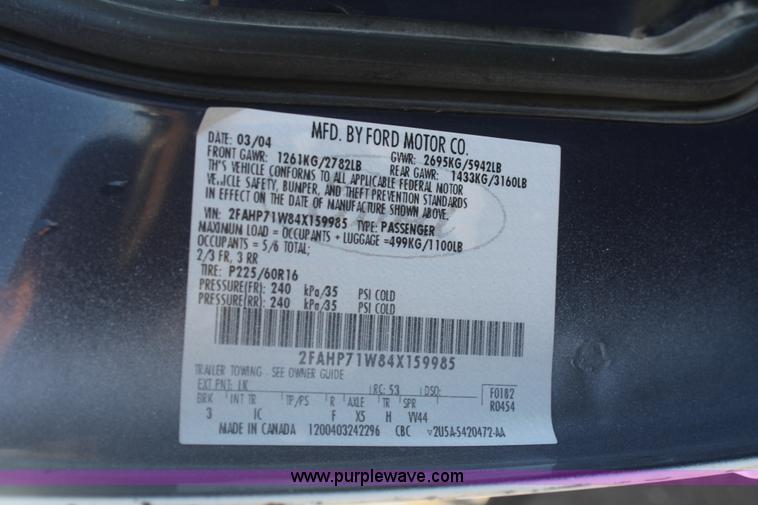 MFD. BY FORD MOTOR CO.
DATE: 03/04 GVWR: 2695KG/5942LB
FRONT GAWR: 1261KG/2782LB REAR GAWR: 1433KG/3160LB
TH'S VEHICLE CONFORMS TO ALL APPLICABLE FEDERAL MOTOR
VEHICLE SAFETY, BUMPER, AND THEFT PREVENTION STANDARDS
IN EFFECT ON THE DATE OF MANUFACTURE SHOWN ABOVE.
VIN: 2FAHP71W84X159985 TYPE: PASSENGER
MAXIMUM LOAD = OCCUPANTS + LUGGAGE =499KG/1100LB
OCCUPANTS = 5/6 TOTAL;
2/3 FR, 3 RR
TIRE: P225/60R16
PRESSURE(FR): 240 kPa/35 PSI COLD
PRESSURE(RR): 240 kPa/35 PSI COLD
2FAHP71W84X159985
TRAILER TOWING - SEE OWNER GUIDE
EXT PNT: LK RC: 53 DSO: F0182
BRK INT TR TP/PS R AXLE TR SPR R0454
3 IC F X5 H VV44
MADE IN CANADA 1200403242296 CBC 2U5A-5420472-AA
www.purplewave.com